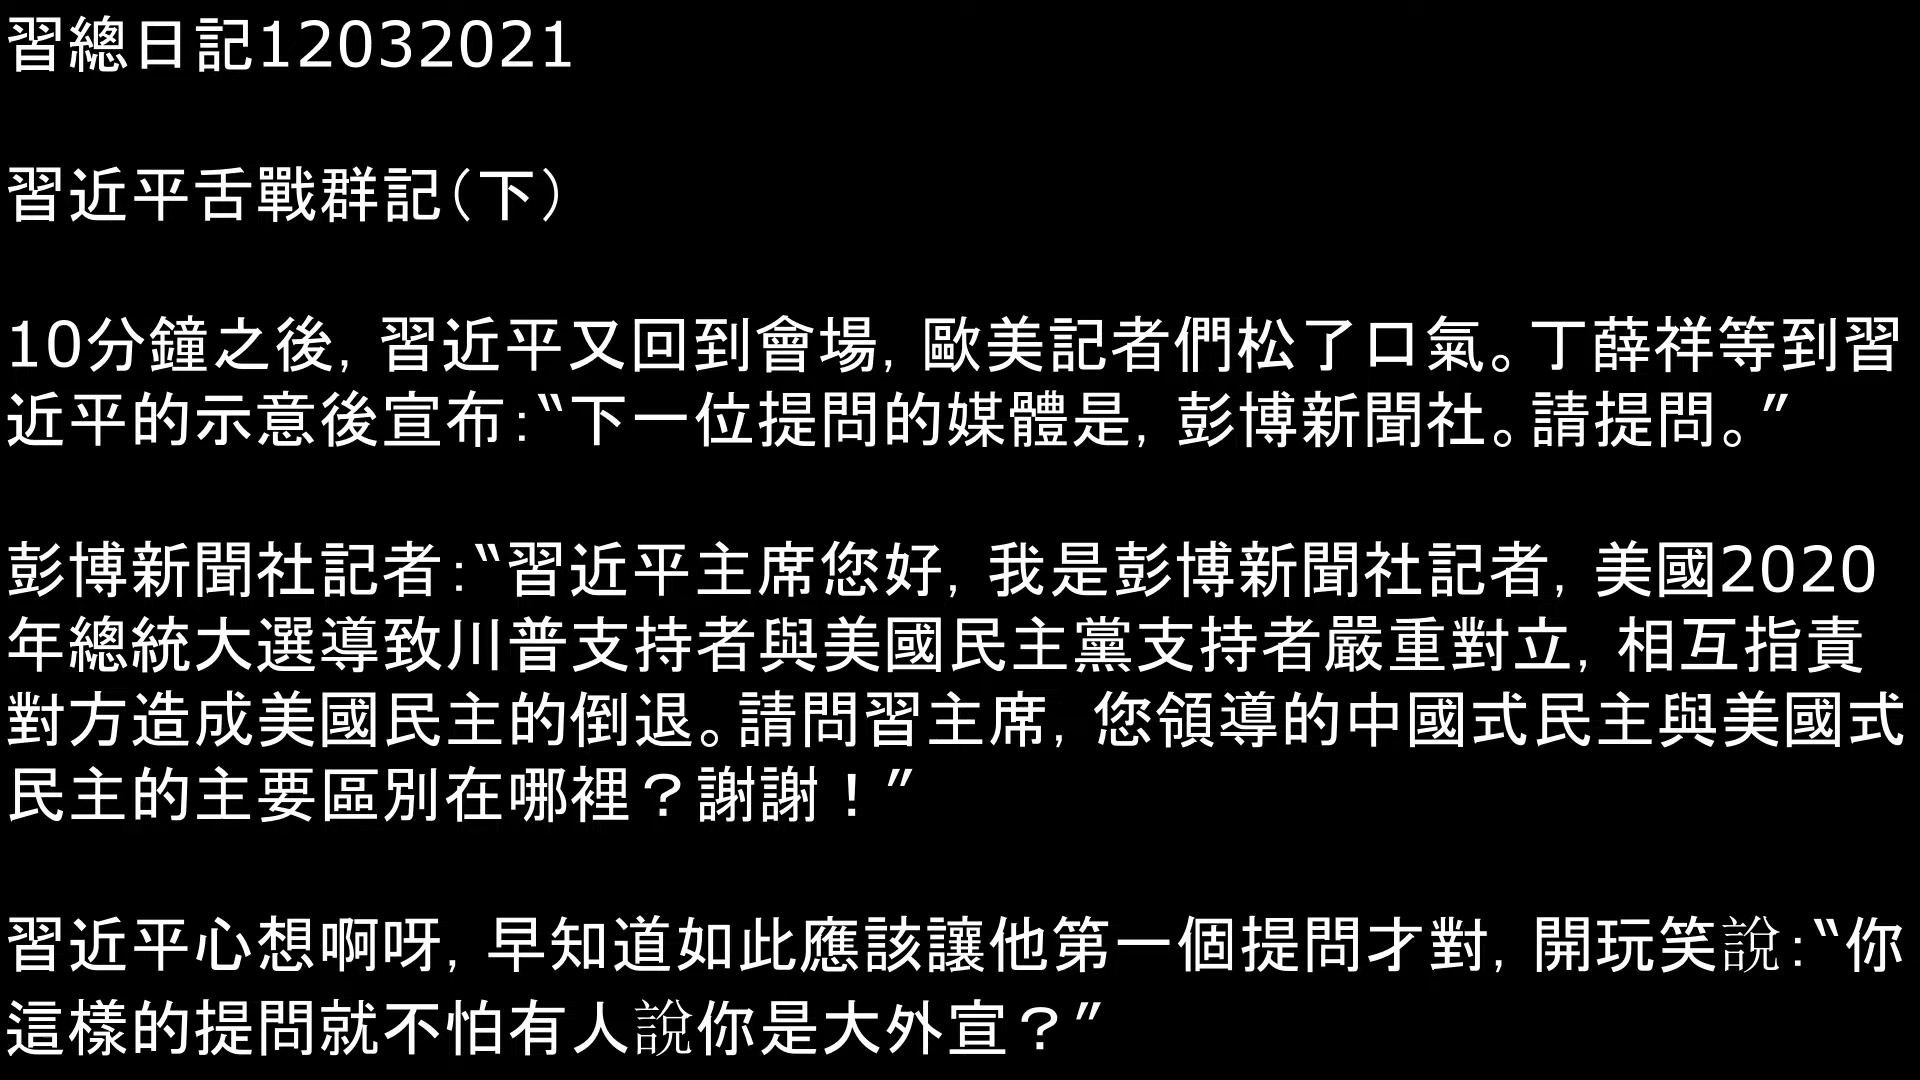 習總日記12032021
習近平舌戰群記(下)
10分鐘之後，習近平又回到會場，歐美記者們松了口氣。丁薛祥等到習
近平的示意後宣布:〝下一位提問的媒體是，彭博新聞社。請提問。〞
彭博新聞社記者:〝習近平主席您好，我是彭博新聞社記者，美國2020
年總統大選導致川普支持者與美國民主黨支持者嚴重對立，相互指責
對方造成美國民主的倒退。請問習主席，您領導的中國式民主與美國式
民主的主要區別在哪裡？謝謝！〞
習近平心想啊呀，早知道如此應該讓他第一個提問才對，開玩笑說:〝你
這樣的提問就不怕有人說你是大外宣？〞